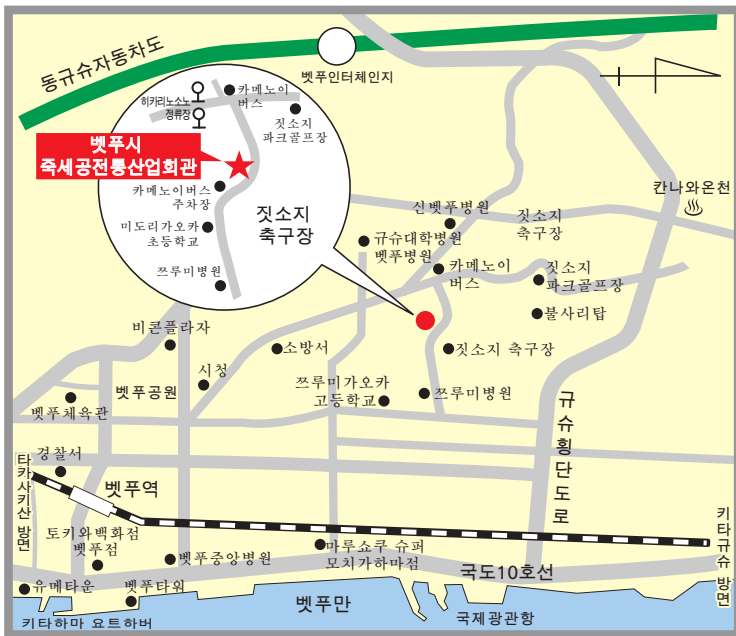 동규슈자동차도
벳푸인터체인지
카메노이
버스
히카리노소노
정류장
짓소지
파크골프장
벳푸시
죽세공전통산업회관
카메노이버스
주차장
미도리가오카
초등학교
짓소지
축구장
쯔루미병원
칸나와온천
신벳푸병원
짓소지
축구장
규슈대학병원
벳푸병원
카메노이
버스
짓소지
파크골프장
불사리탑
비콘플라자
소방서
짓소지 축구장
시청
벳푸공원
쯔루미가오카
고등학교
쯔루미병원
벳푸체육관
규슈횡단도로
경찰서
타카사키산 방면
벳푸역
키타규슈 방면
토키와백화점
벳푸점
벳푸중앙병원
마루쇼쿠 슈퍼
모치가하마점
국도10호선
유메타운
벳푸타워
벳푸만
국제광관항
키타하마 요트하버